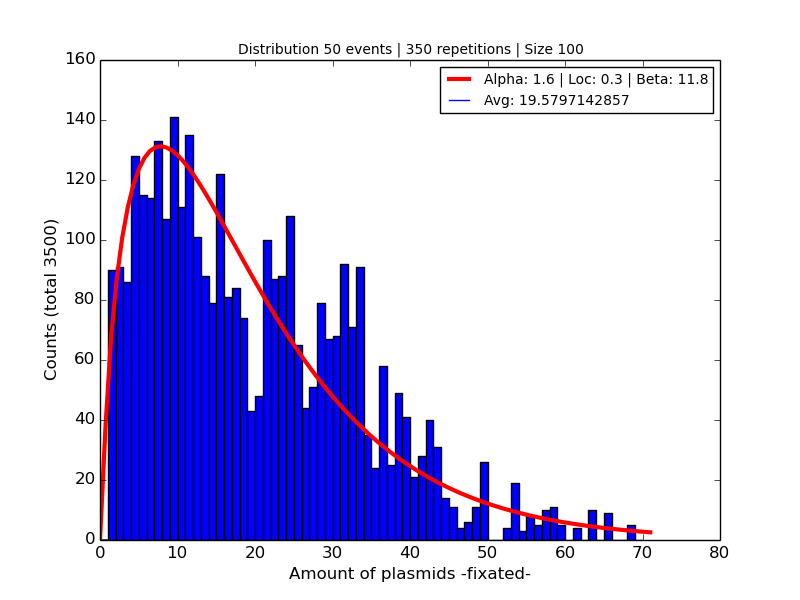 Distribution 50 events | 350 repetitions | Size 100
Alpha: 1.6 | Loc: 0.3 | Beta: 11.8
Avg: 19.5797142857
160
140
120
100
80
60
40
20
0
Counts (total 3500)
0 10 20 30 40 50 60 70 80
Amount of plasmids -fixated-